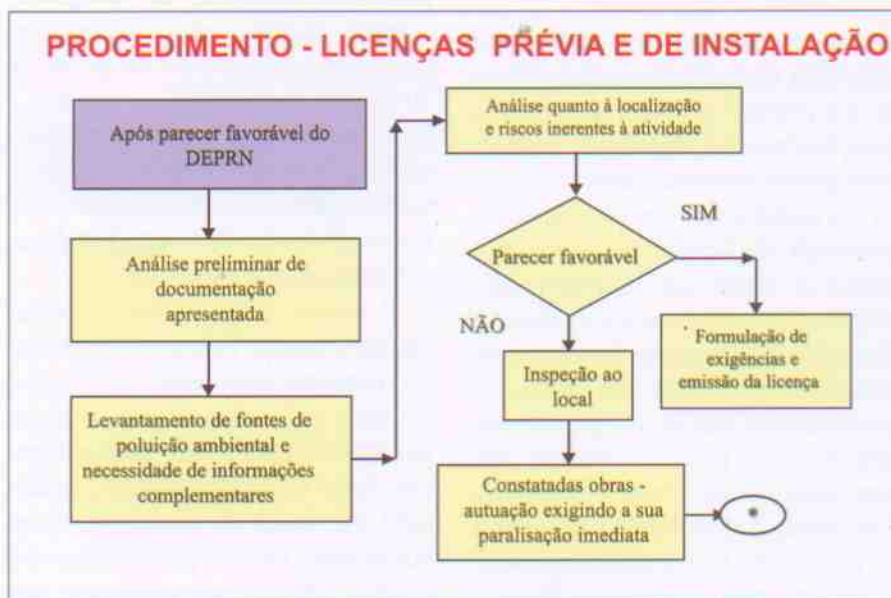 PROCEDIMENTO - LICENÇAS PRÉVIA E DE INSTALAÇÃO
Após parecer favorável do
DEPRN
Análise preliminar de
documentação
apresentada
Levantamento de fontes de
poluição ambiental e
necessidade de informações
complementares
Análise quanto à localização
e riscos inerentes à atividade
Parecer favorável
SIM
Formulação de
exigências e
emissão da licença
NÃO
Inspeção ao
local
Constatadas obras -
autuação exigindo a sua
paralisação imediata
*